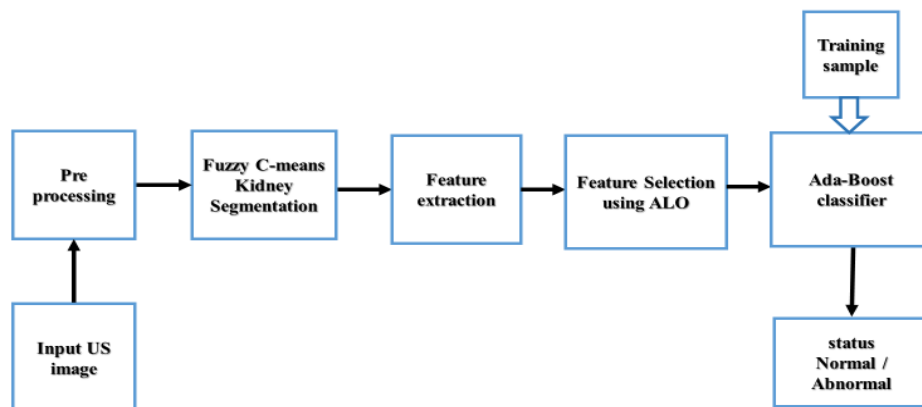 Training
sample
Pre
processing
Fuzzy C-means
Kidney
Segmentation
Feature
extraction
Feature Selection
using ALO
Ada-Boost
classifier
Input US
image
status
Normal /
Abnormal